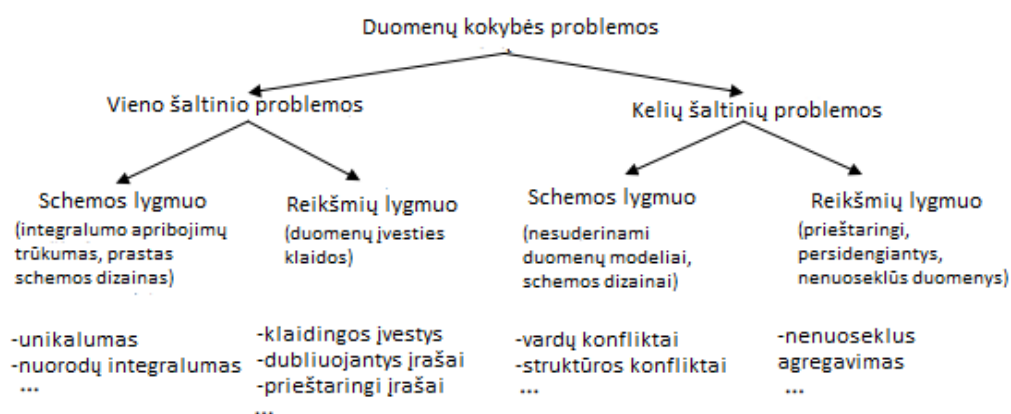 Duomenų kokybės problemos
Vieno šaltinio problemos
Kelių šaltinių problemos
Schemos lygmuo
(integralumo apribojimų
trūkumas, prastas
schemos dizainas)
Reikšmių lygmuo
(duomenų įvesties
klaidos)
Schemos lygmuo
(nesuderinami
duomenų modeliai,
schemos dizainai)
Reikšmių lygmuo
(prieštaringi,
persidengiantys,
nenuoseklūs duomenys)
-unikalumas
-nuorodų integralumas
...
-klaidingos įvestys
-dubliuojantys įrašai
-prieštaringi įrašai
...
-vardų konfliktai
-struktūros konfliktai
...
-nenuoseklus
agregavimas
...